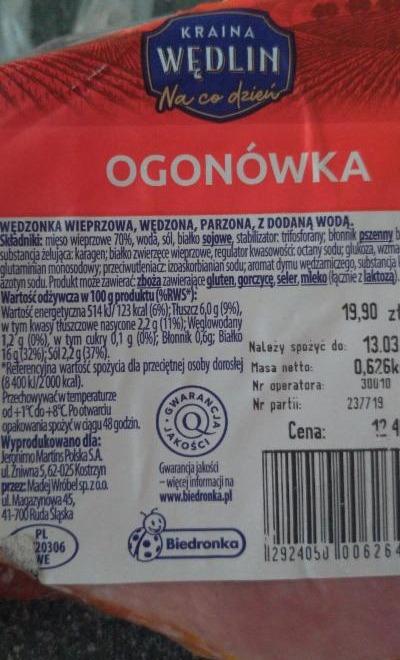 KRAINA
WĘDLIN
Na co dzień
OGONÓWKA
WĘDZONKA WIEPRZOWA, WĘDZONA, PARZONA, Z DODANĄ WODĄ.
Składniki: mięso wieprzowe 70%, woda, sól, białko sojowe, stabilizator: trifosforany; błonnik pszenny b
substancja żelująca: karagen; białko zwierzęce wieprzowe, regulator kwasowości: octany sodu; glukoza, wzma
glutaminian monosodowy; przeciwutleniacz: izoaskorbinian sodu; aromat dymu wędzarniczego, substancja
azotyn sodu. Produkt może zawierać: zboża zawierające gluten, gorczycę, seler, mleko (łącznie z laktozą).
Wartość odżywcza w 100 g produktu (%RWS*):
Wartość energetyczna 514 kJ/ 123 kcal (6%); Tłuszcz 6,0 g (9%),
w tym kwasy tłuszczowe nasycone 2,2 g (11%); Węglowodany
1,2 g (0%), w tym cukry 0,1 g (0%); Błonnik 0,6g; Białko
16 g (32%); Sól 2,2 g (37%).
*Referencyjna wartość spożycia dla przeciętnej osoby dorosłej
(8 400 kJ/2 000 kcal).
Przechowywać w temperaturze
od +1°C do +8°C. Po otwarciu
opakowania spożyć w ciągu 48 godzin.
Wyprodukowano dla:
Jeronimo Martins Polska S.A.
ul. Żniwna 5, 62-025 Kostrzyn
przez: Madej Wróbel sp. z o.o.
ul. Magazynowa 45,
41-700 Ruda Śląska
PL
20306
WE
GWARANCJA
JAKOŚCI
Q
Gwarancja jakości
– więcej informacji na
www.biedronka.pl
Biedronka
19,90 zł
Należy spożyć do: 13.03
Masa netto: 0,626k
Nr operatora: 30010
Nr partii: 237719
Cena: 12 4
2924050 006264